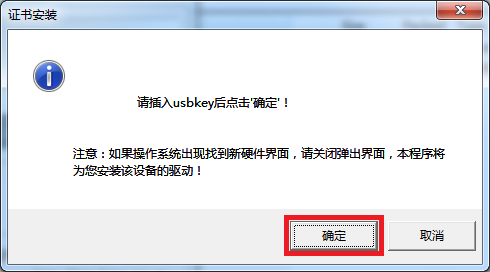 证书安装
请插入usbkey后点击'确定'！
注意：如果操作系统出现找到新硬件界面，请关闭弹出界面，本程序将
为您安装该设备的驱动！
确定
取消